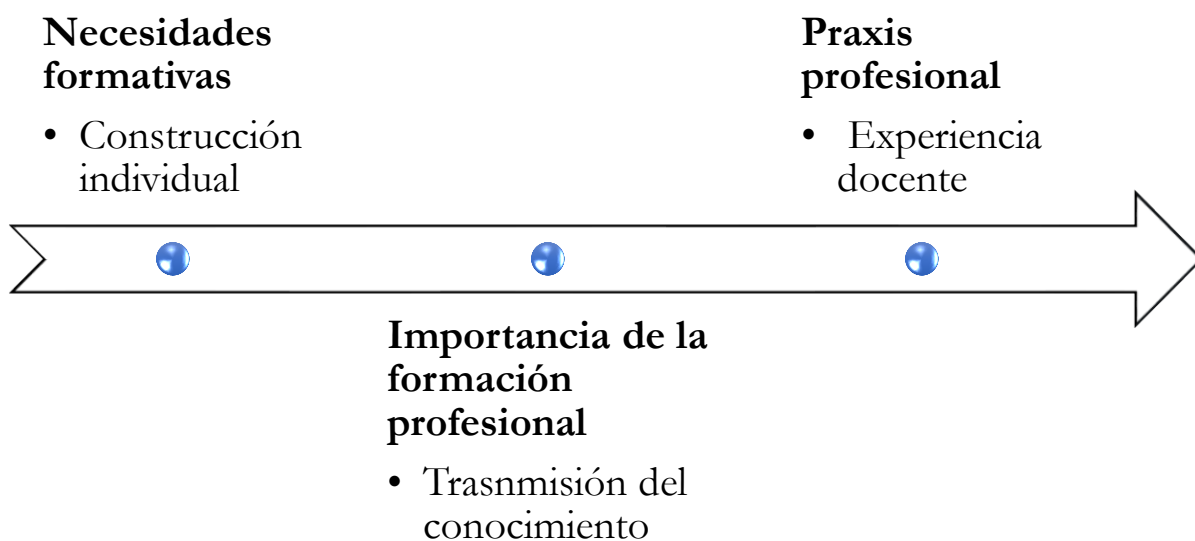 Necesidades
formativas
• Construcción
individual
Importancia de la
formación
profesional
• Trasnmisión del
conocimiento
Praxis
profesional
• Experiencia
docente